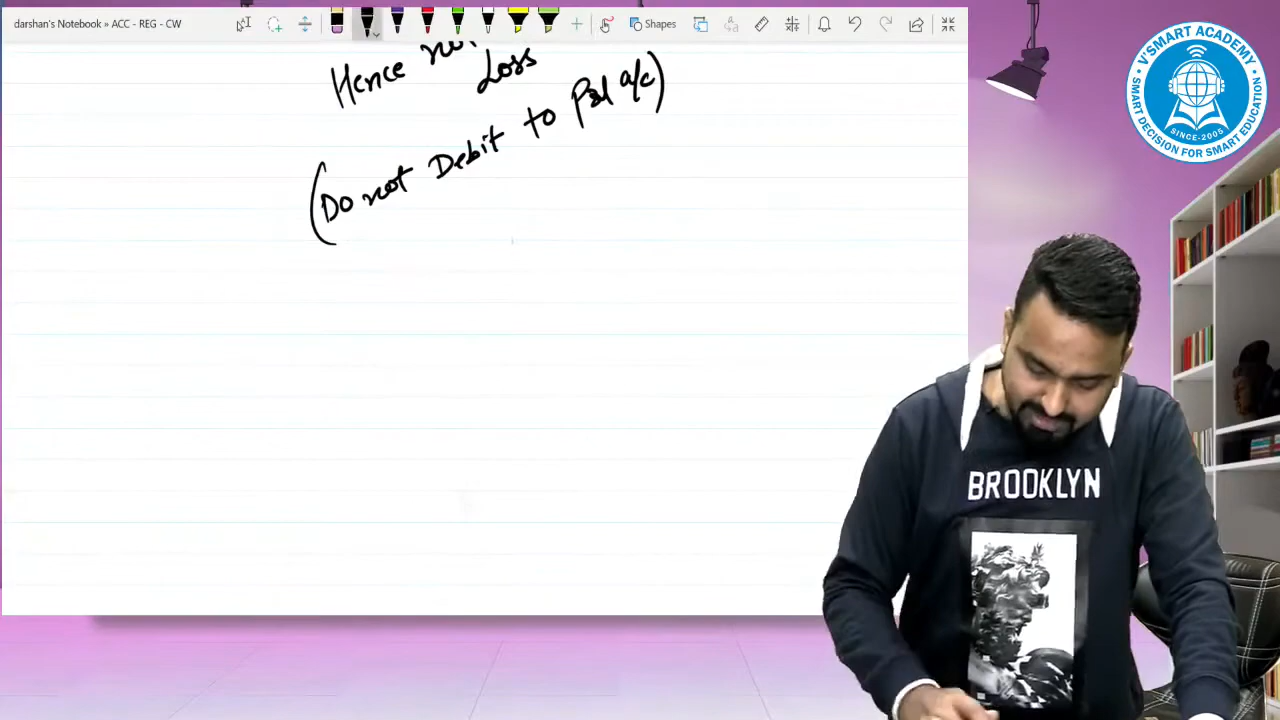 darshan's Notebook » ACC - REG - CW
Shapes
Hence
Loss
(Do not Debit to P&l a/c)
V'SMART ACADEMY
SMART DECISION FOR SMART EDUCATION
SINCE-2005
BROOKLYN